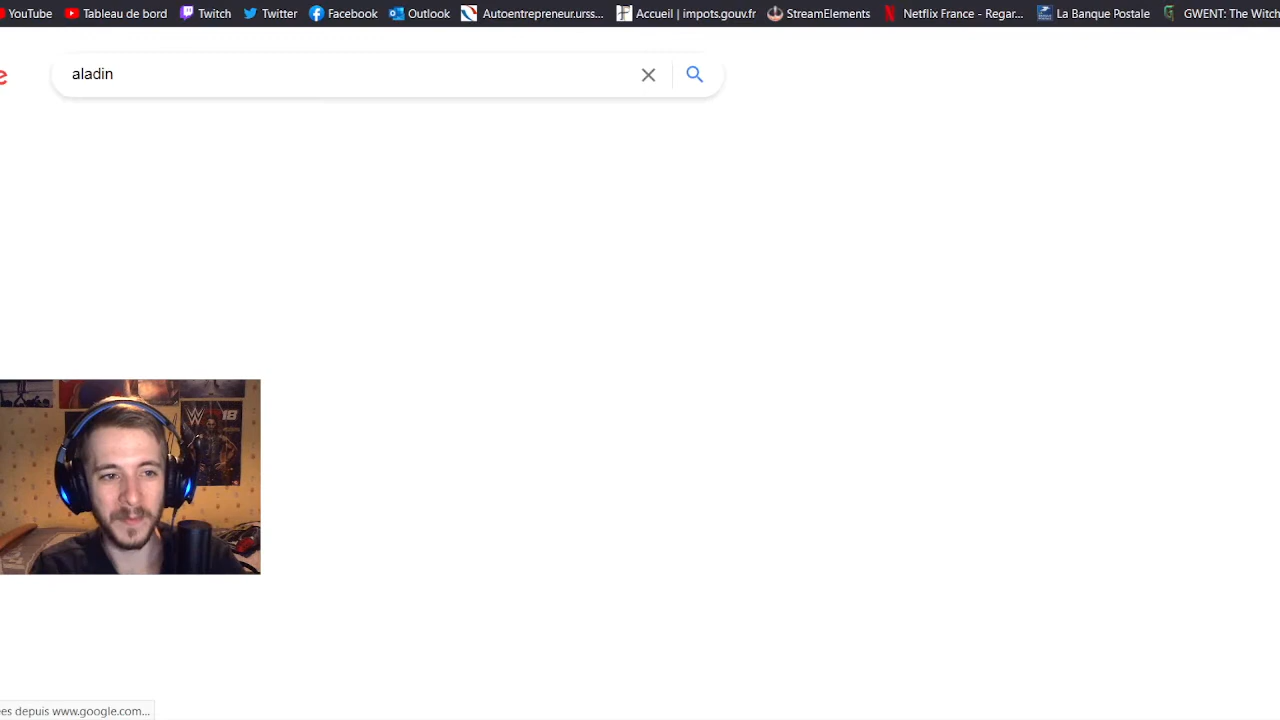 YouTube Tableau de bord Twitch Twitter Facebook Outlook Autoentrepreneur.urss... Accueil | impots.gouv.fr StreamElements Netflix France - Regar... La Banque Postale GWENT: The Witch
e aladin
W 18
es depuis www.google.com...